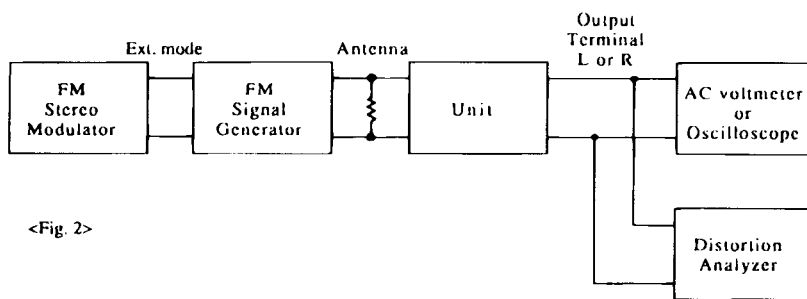 Ext. mode
Antenna
Output
Terminal
L or R
FM
Stereo
Modulator
FM
Signal
Generator
Unit
AC voltmeter
or
Oscilloscope
Distortion
Analyzer
<Fig. 2>